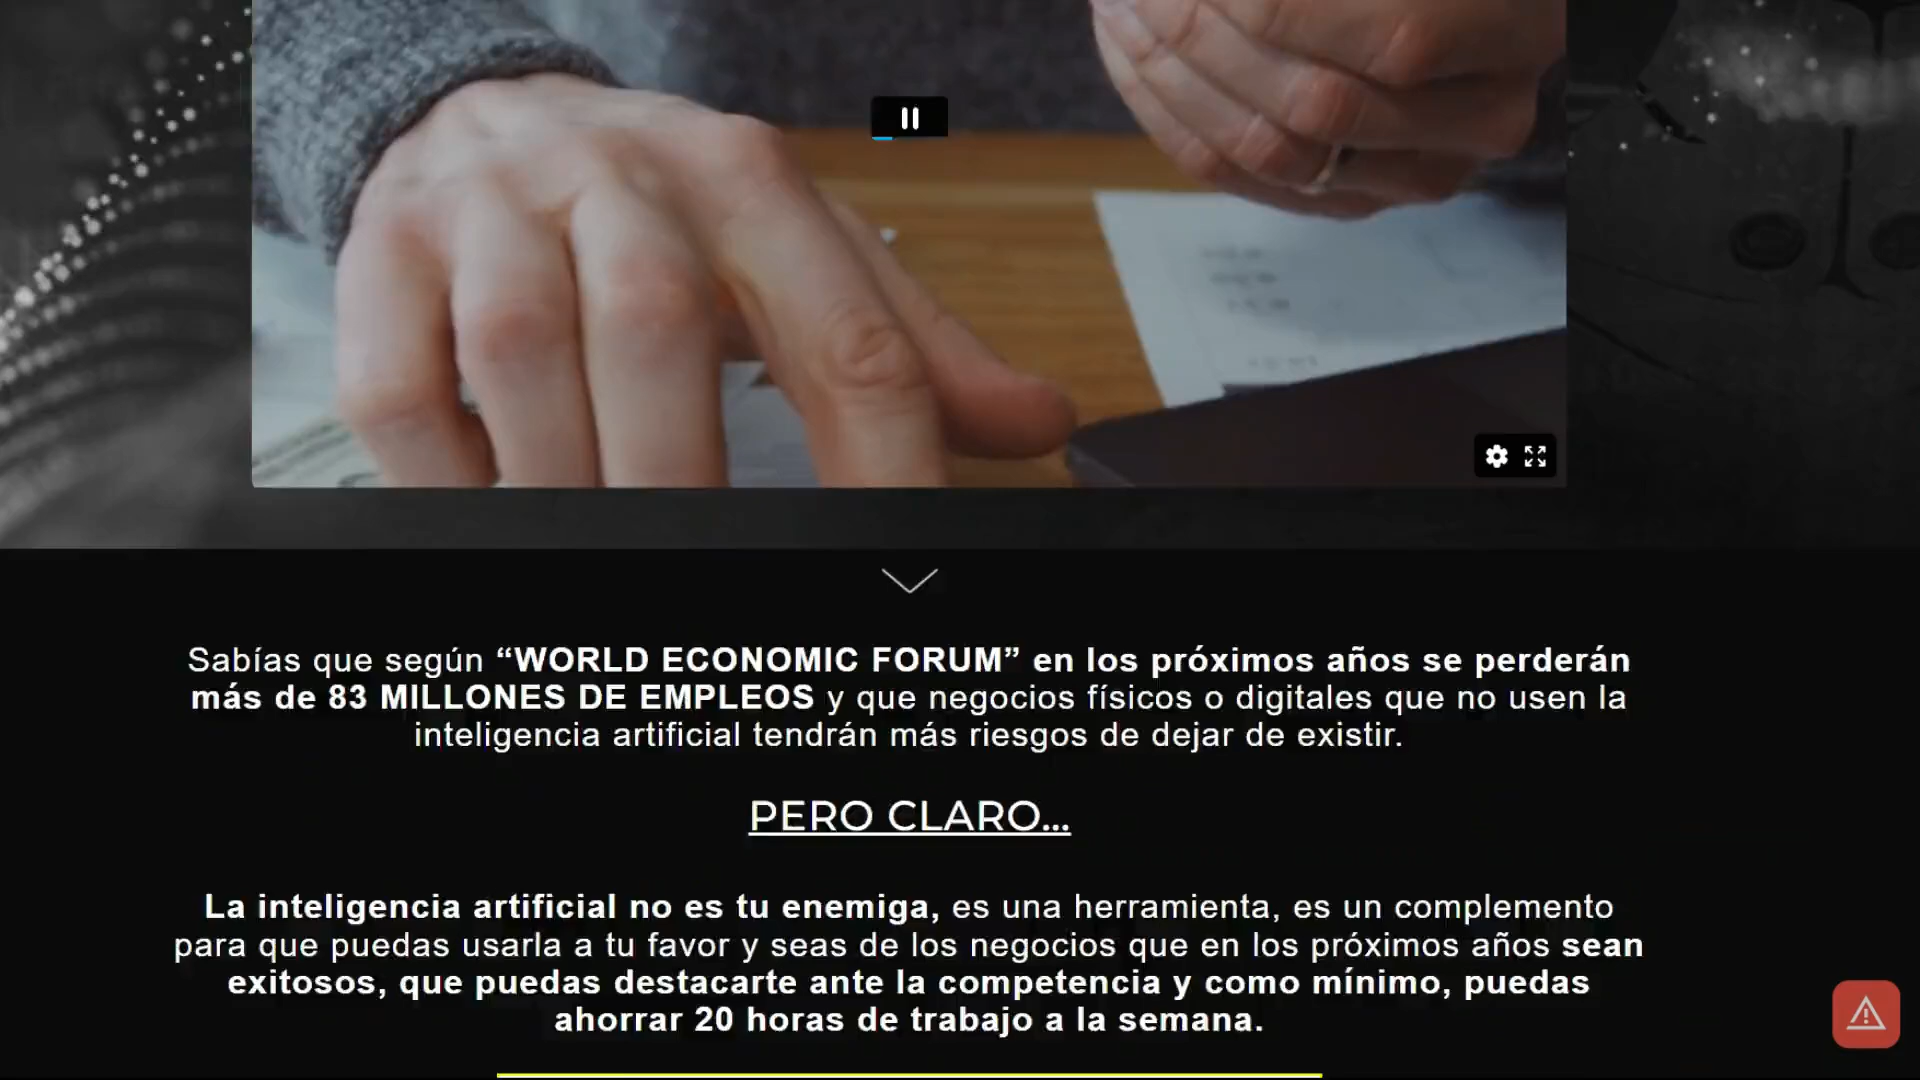 Sabías que según “WORLD ECONOMIC FORUM” en los próximos años se perderán
más de 83 MILLONES DE EMPLEOS y que negocios físicos o digitales que no usen la
inteligencia artificial tendrán más riesgos de dejar de existir.
PERO CLARO...
La inteligencia artificial no es tu enemiga, es una herramienta, es un complemento
para que puedas usarla a tu favor y seas de los negocios que en los próximos años sean
exitosos, que puedas destacarte ante la competencia y como mínimo, puedas
ahorrar 20 horas de trabajo a la semana.